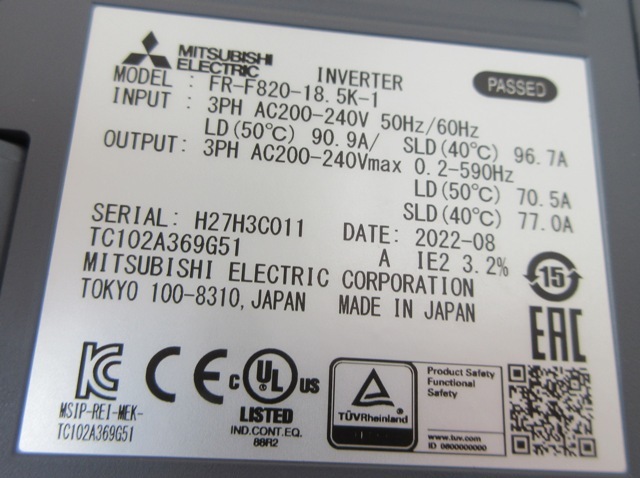 MITSUBISHI
ELECTRIC INVERTER PASSED
MODEL : FR-F820-18.5K-1
INPUT : 3PH AC200-240V 50Hz/60Hz
LD(50℃) 90.9A/ SLD(40℃) 96.7A
OUTPUT: 3PH AC200-240Vmax 0.2-590Hz
LD(50℃) 70.5A
SLD(40℃) 77.0A
SERIAL: H27H3C011 DATE: 2022-08
TC102A369G51 A IE2 3.2%
MITSUBISHI ELECTRIC CORPORATION
TOKYO 100-8310, JAPAN MADE IN JAPAN
15
EAC
KC CE c UL us
LISTED
IND.CONT.EQ.
88R2
MSIP-REI-MEK-
TC102A369G51
TÜVRheinland
Product Safety
Functional
Safety
www.tuv.com
ID 0600000000